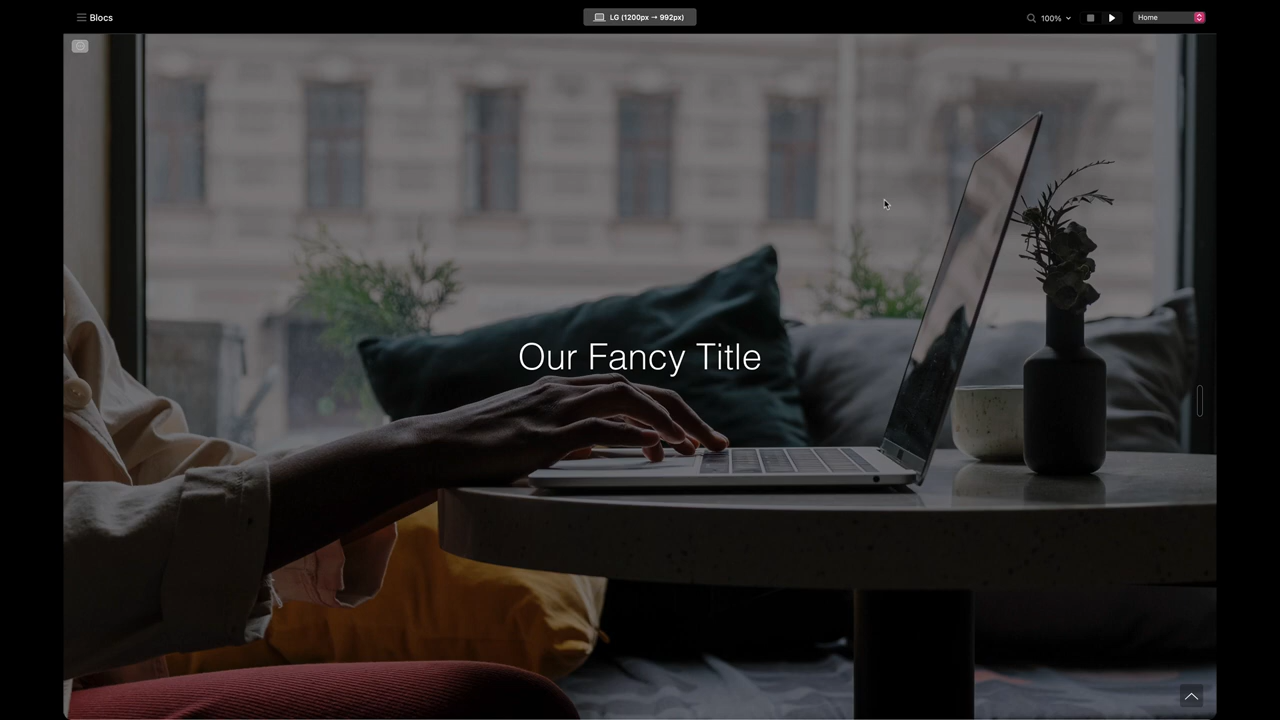 Blocs
LG (1200px → 992px)
100%
Home
Our Fancy Title